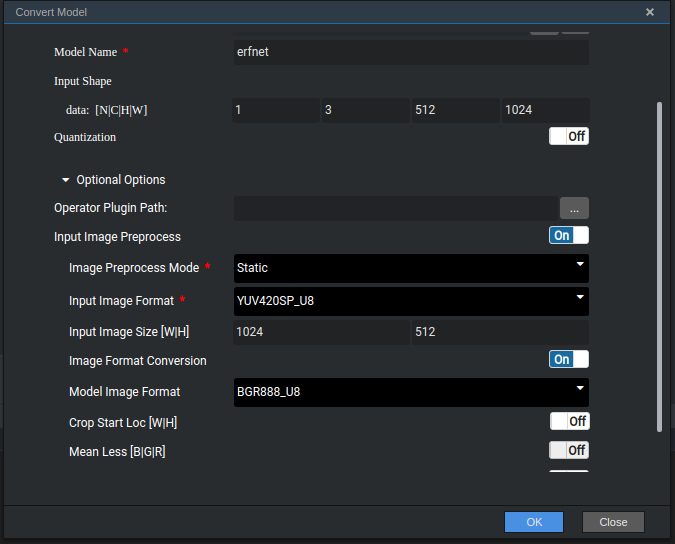 Convert Model ×
Model Name * erfnet
Input Shape
data: [N|C|H|W] 1 3 512 1024
Quantization Off
Optional Options
Operator Plugin Path: ...
Input Image Preprocess On
Image Preprocess Mode * Static
Input Image Format * YUV420SP_U8
Input Image Size [W|H] 1024 512
Image Format Conversion On
Model Image Format BGR888_U8
Crop Start Loc [W|H] Off
Mean Less [B|G|R] Off
OK Close